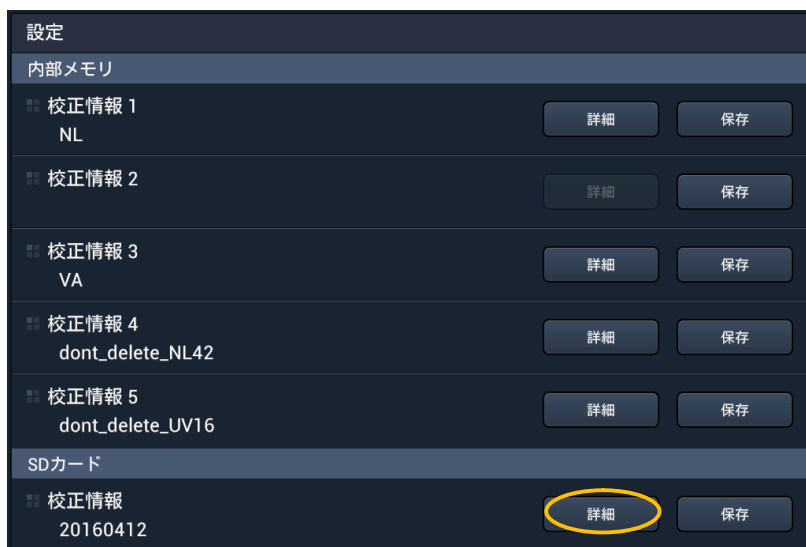 設定
内部メモリ
校正情報 1
NL
詳細
保存
校正情報 2
詳細
保存
校正情報 3
VA
詳細
保存
校正情報 4
dont_delete_NL42
詳細
保存
校正情報 5
dont_delete_UV16
詳細
保存
SDカード
校正情報
20160412
詳細
保存